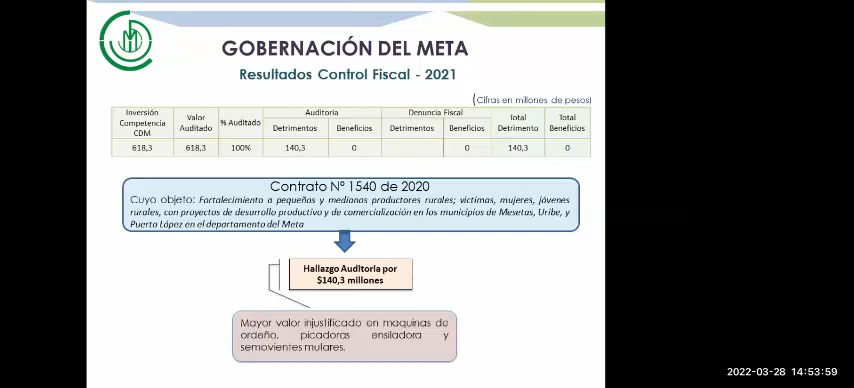 GOBERNACIÓN DEL META
Resultados Control Fiscal - 2021
(Cifras en millones de pesos)
Inversión Competencia CDM | Valor Auditado | % Auditado | Auditoria | Denuncia Fiscal | Total Detrimento | Total Beneficios
Detrimentos | Beneficios | Detrimentos | Beneficios
618,3 | 618,3 | 100% | 140,3 | 0 | | 0 | 140,3 | 0
Contrato Nº 1540 de 2020
Cuyo objeto: Fortalecimiento a pequeños y medianos productores rurales; victimas, mujeres, jóvenes
rurales, con proyectos de desarrollo productivo y de comercialización en los municipios de Mesetas, Uribe, y
Puerto López en el departamento del Meta
Hallazgo Auditoria por
$140,3 millones
Mayor valor injustificado en maquinas de
ordeño, picadoras ensiladora y
semovientes mulares.
2022-03-28 14:53:59